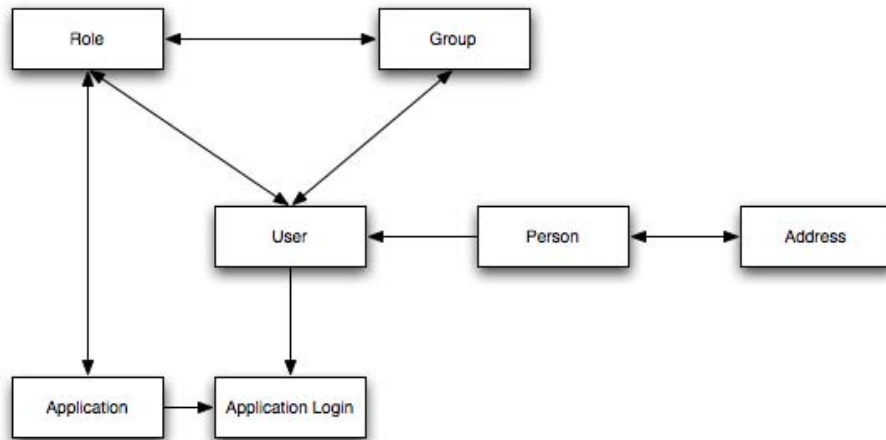 Role
Group
User
Person
Address
Application
Application Login